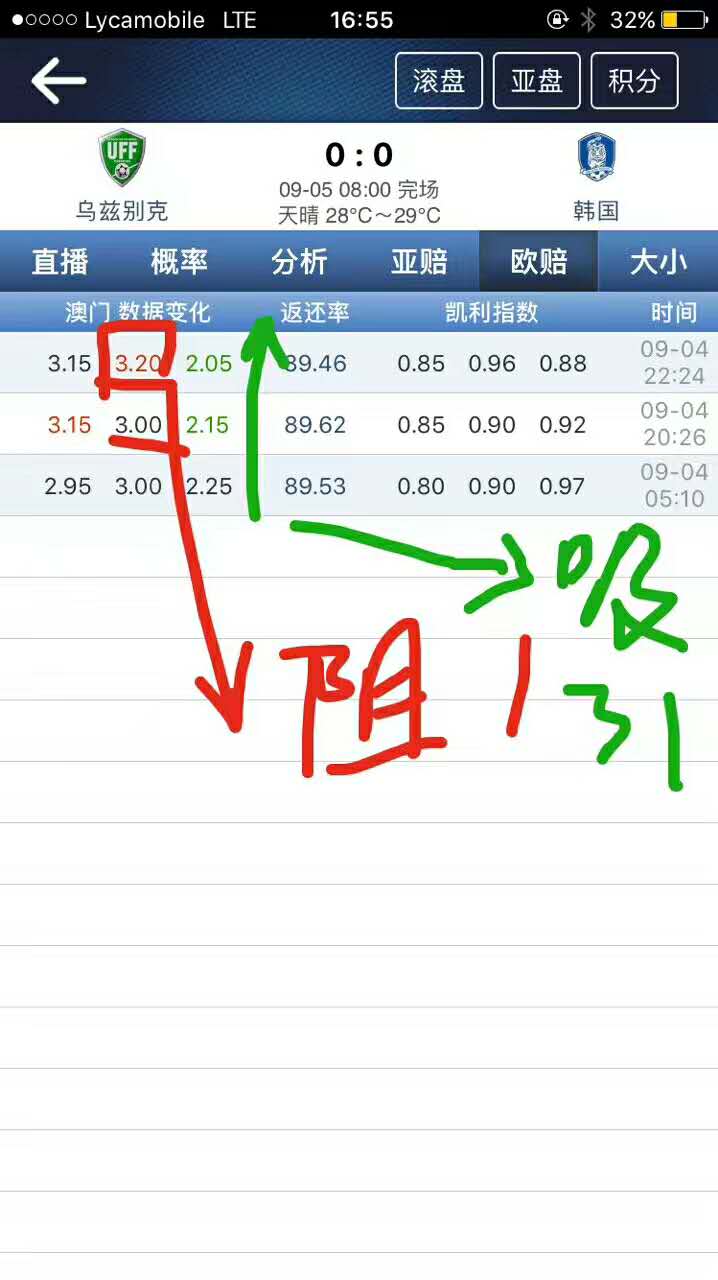 Lycamobile LTE 16:55 32%
滚盘 亚盘 积分
UFF
0 : 0
09-05 08:00 完场
天晴 28°C～29°C
乌兹别克 韩国
直播 概率 分析 亚赔 欧赔 大小
澳门 数据变化 返还率 凯利指数 时间
3.15 3.20 2.05 89.46 0.85 0.96 0.88 09-04
22:24
3.15 3.00 2.15 89.62 0.85 0.90 0.92 09-04
20:26
2.95 3.00 2.25 89.53 0.80 0.90 0.97 09-04
05:10
吸
阻 引